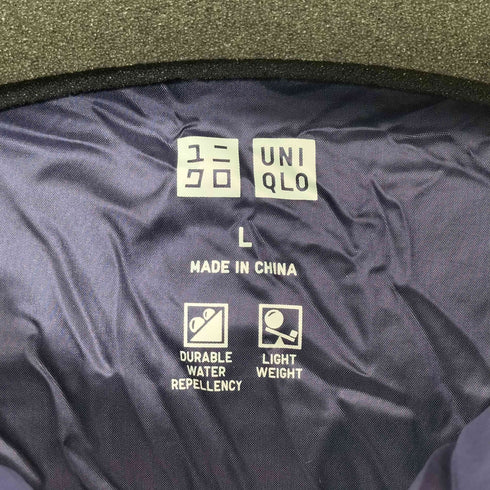 ユニ UNI
クロ QLO
L
MADE IN CHINA
DURABLE LIGHT
WATER WEIGHT
REPELLENCY